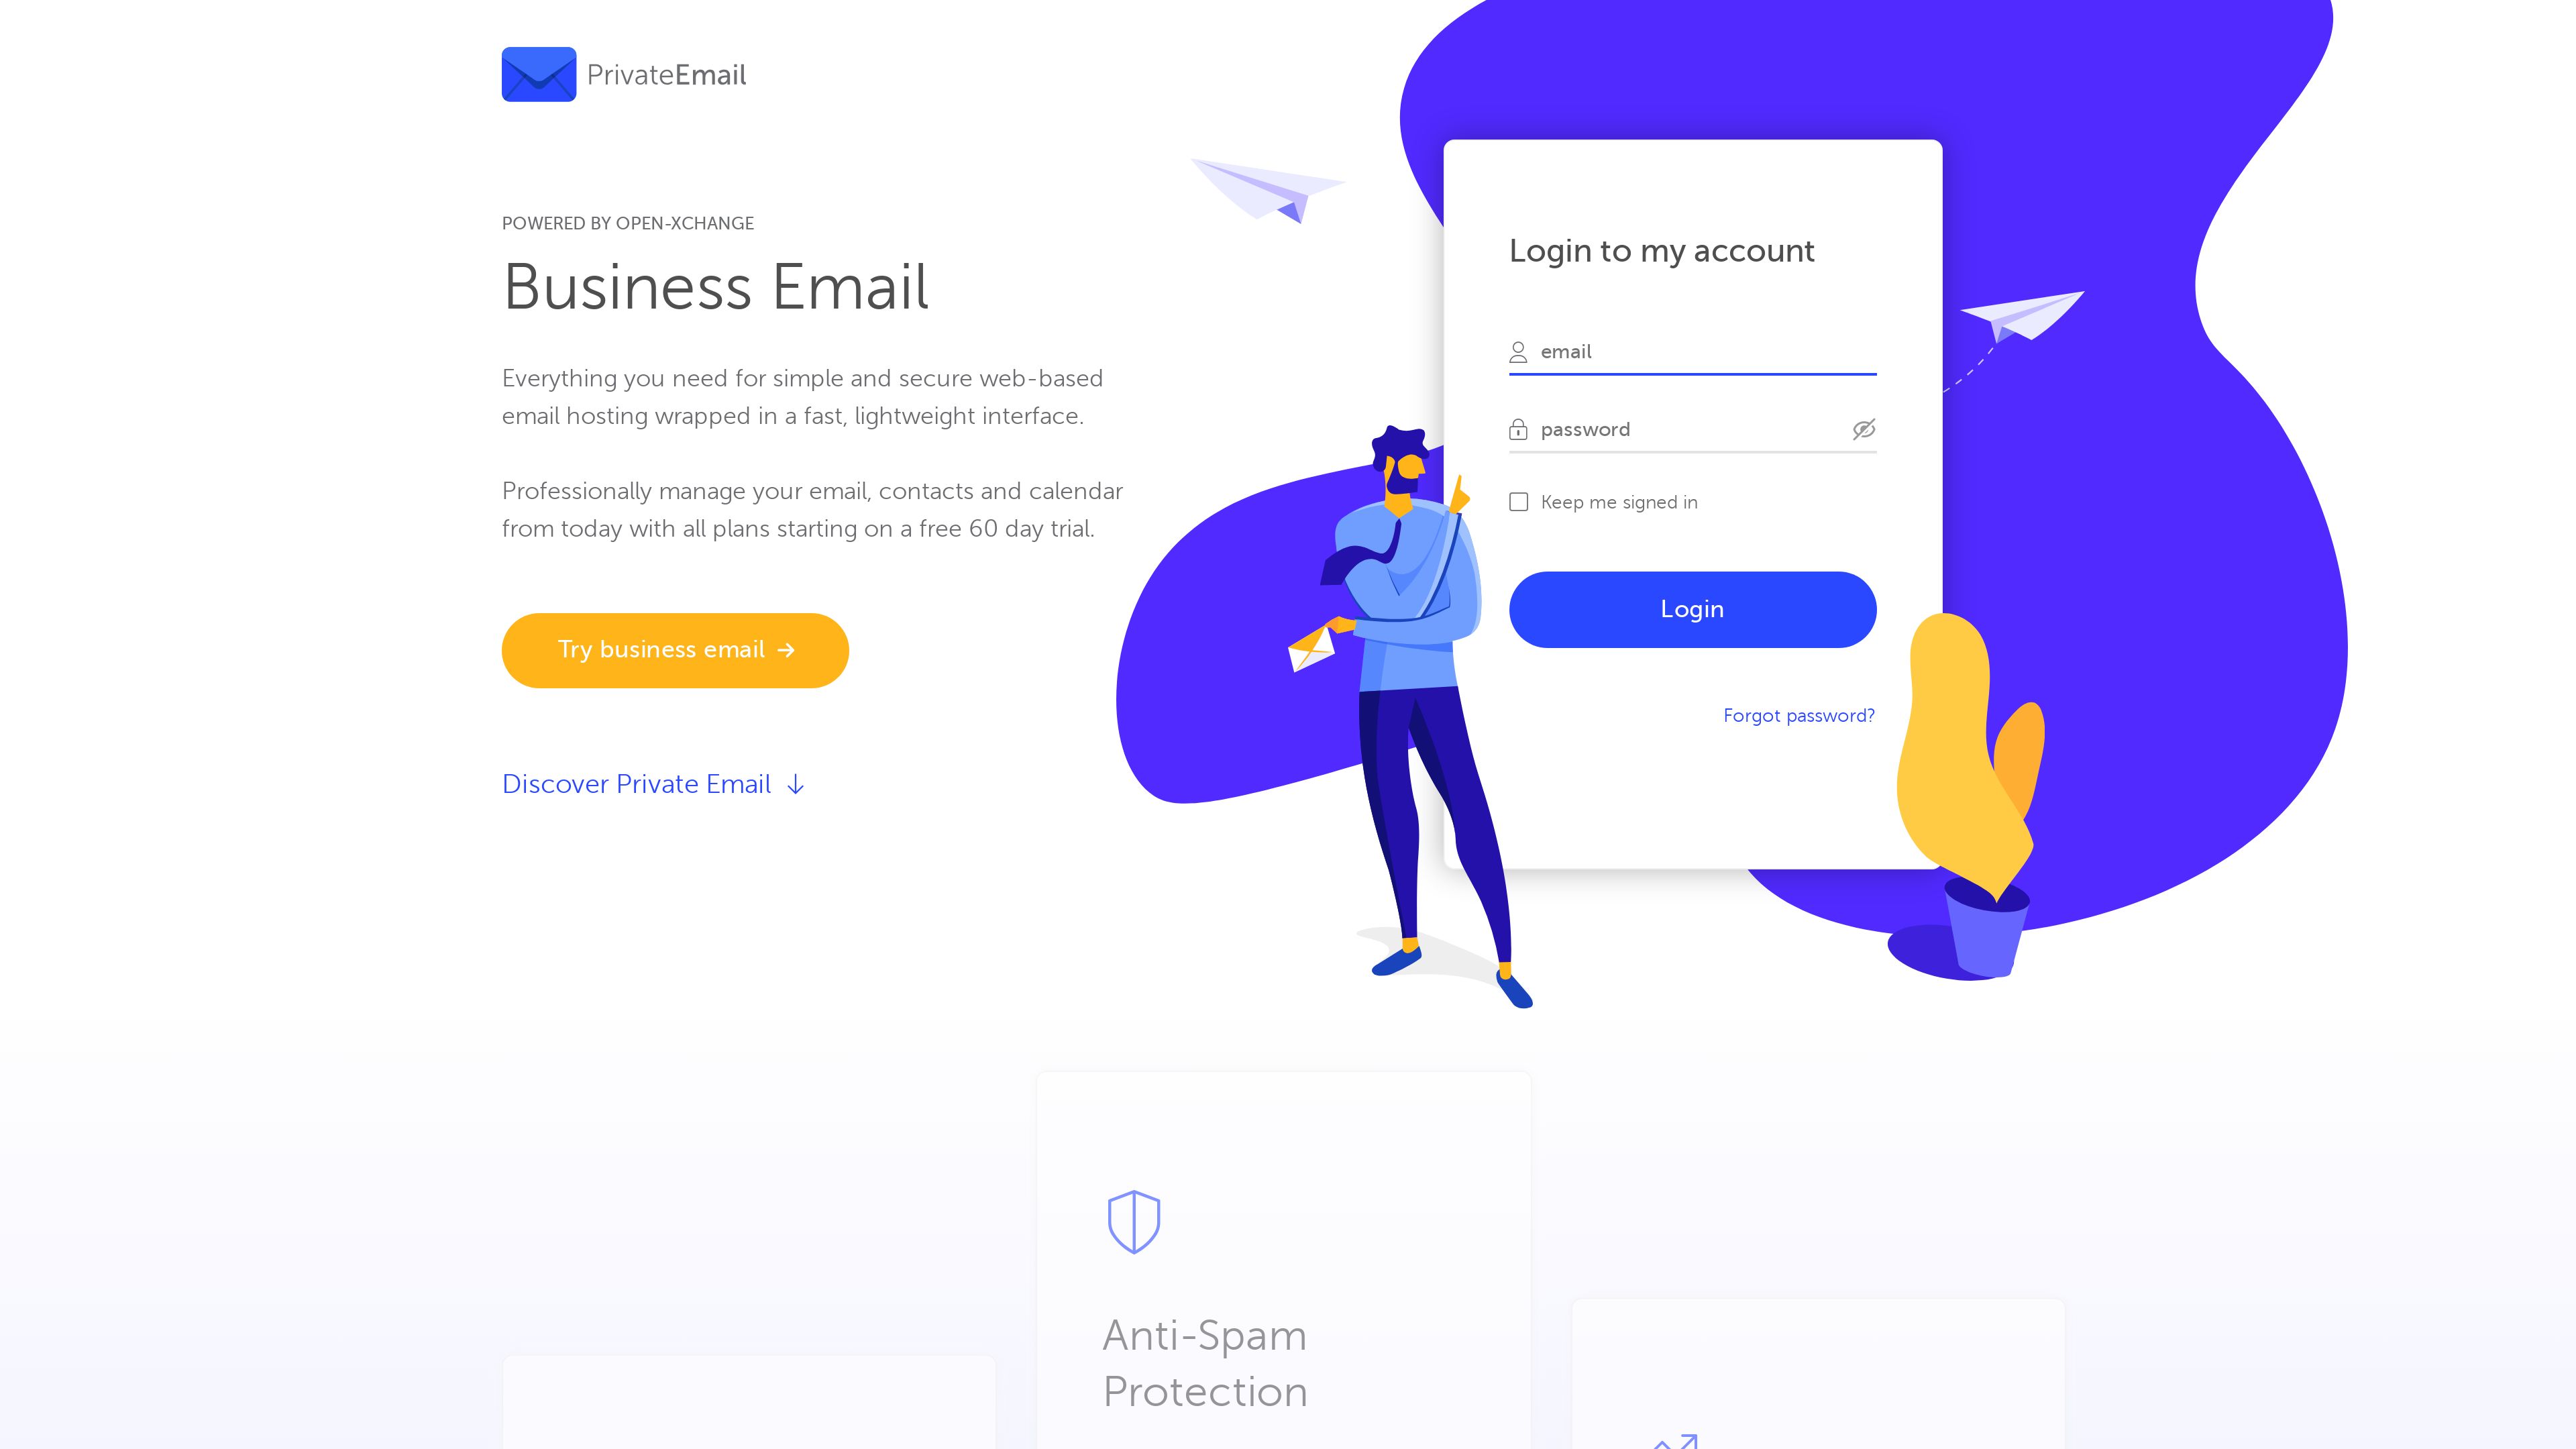 PrivateEmail
POWERED BY OPEN-XCHANGE
Business Email
Everything you need for simple and secure web-based
email hosting wrapped in a fast, lightweight interface.
Professionally manage your email, contacts and calendar
from today with all plans starting on a free 60 day trial.
Try business email →
Discover Private Email ↓
Login to my account
email
password
Keep me signed in
Login
Forgot password?
Anti-Spam
Protection